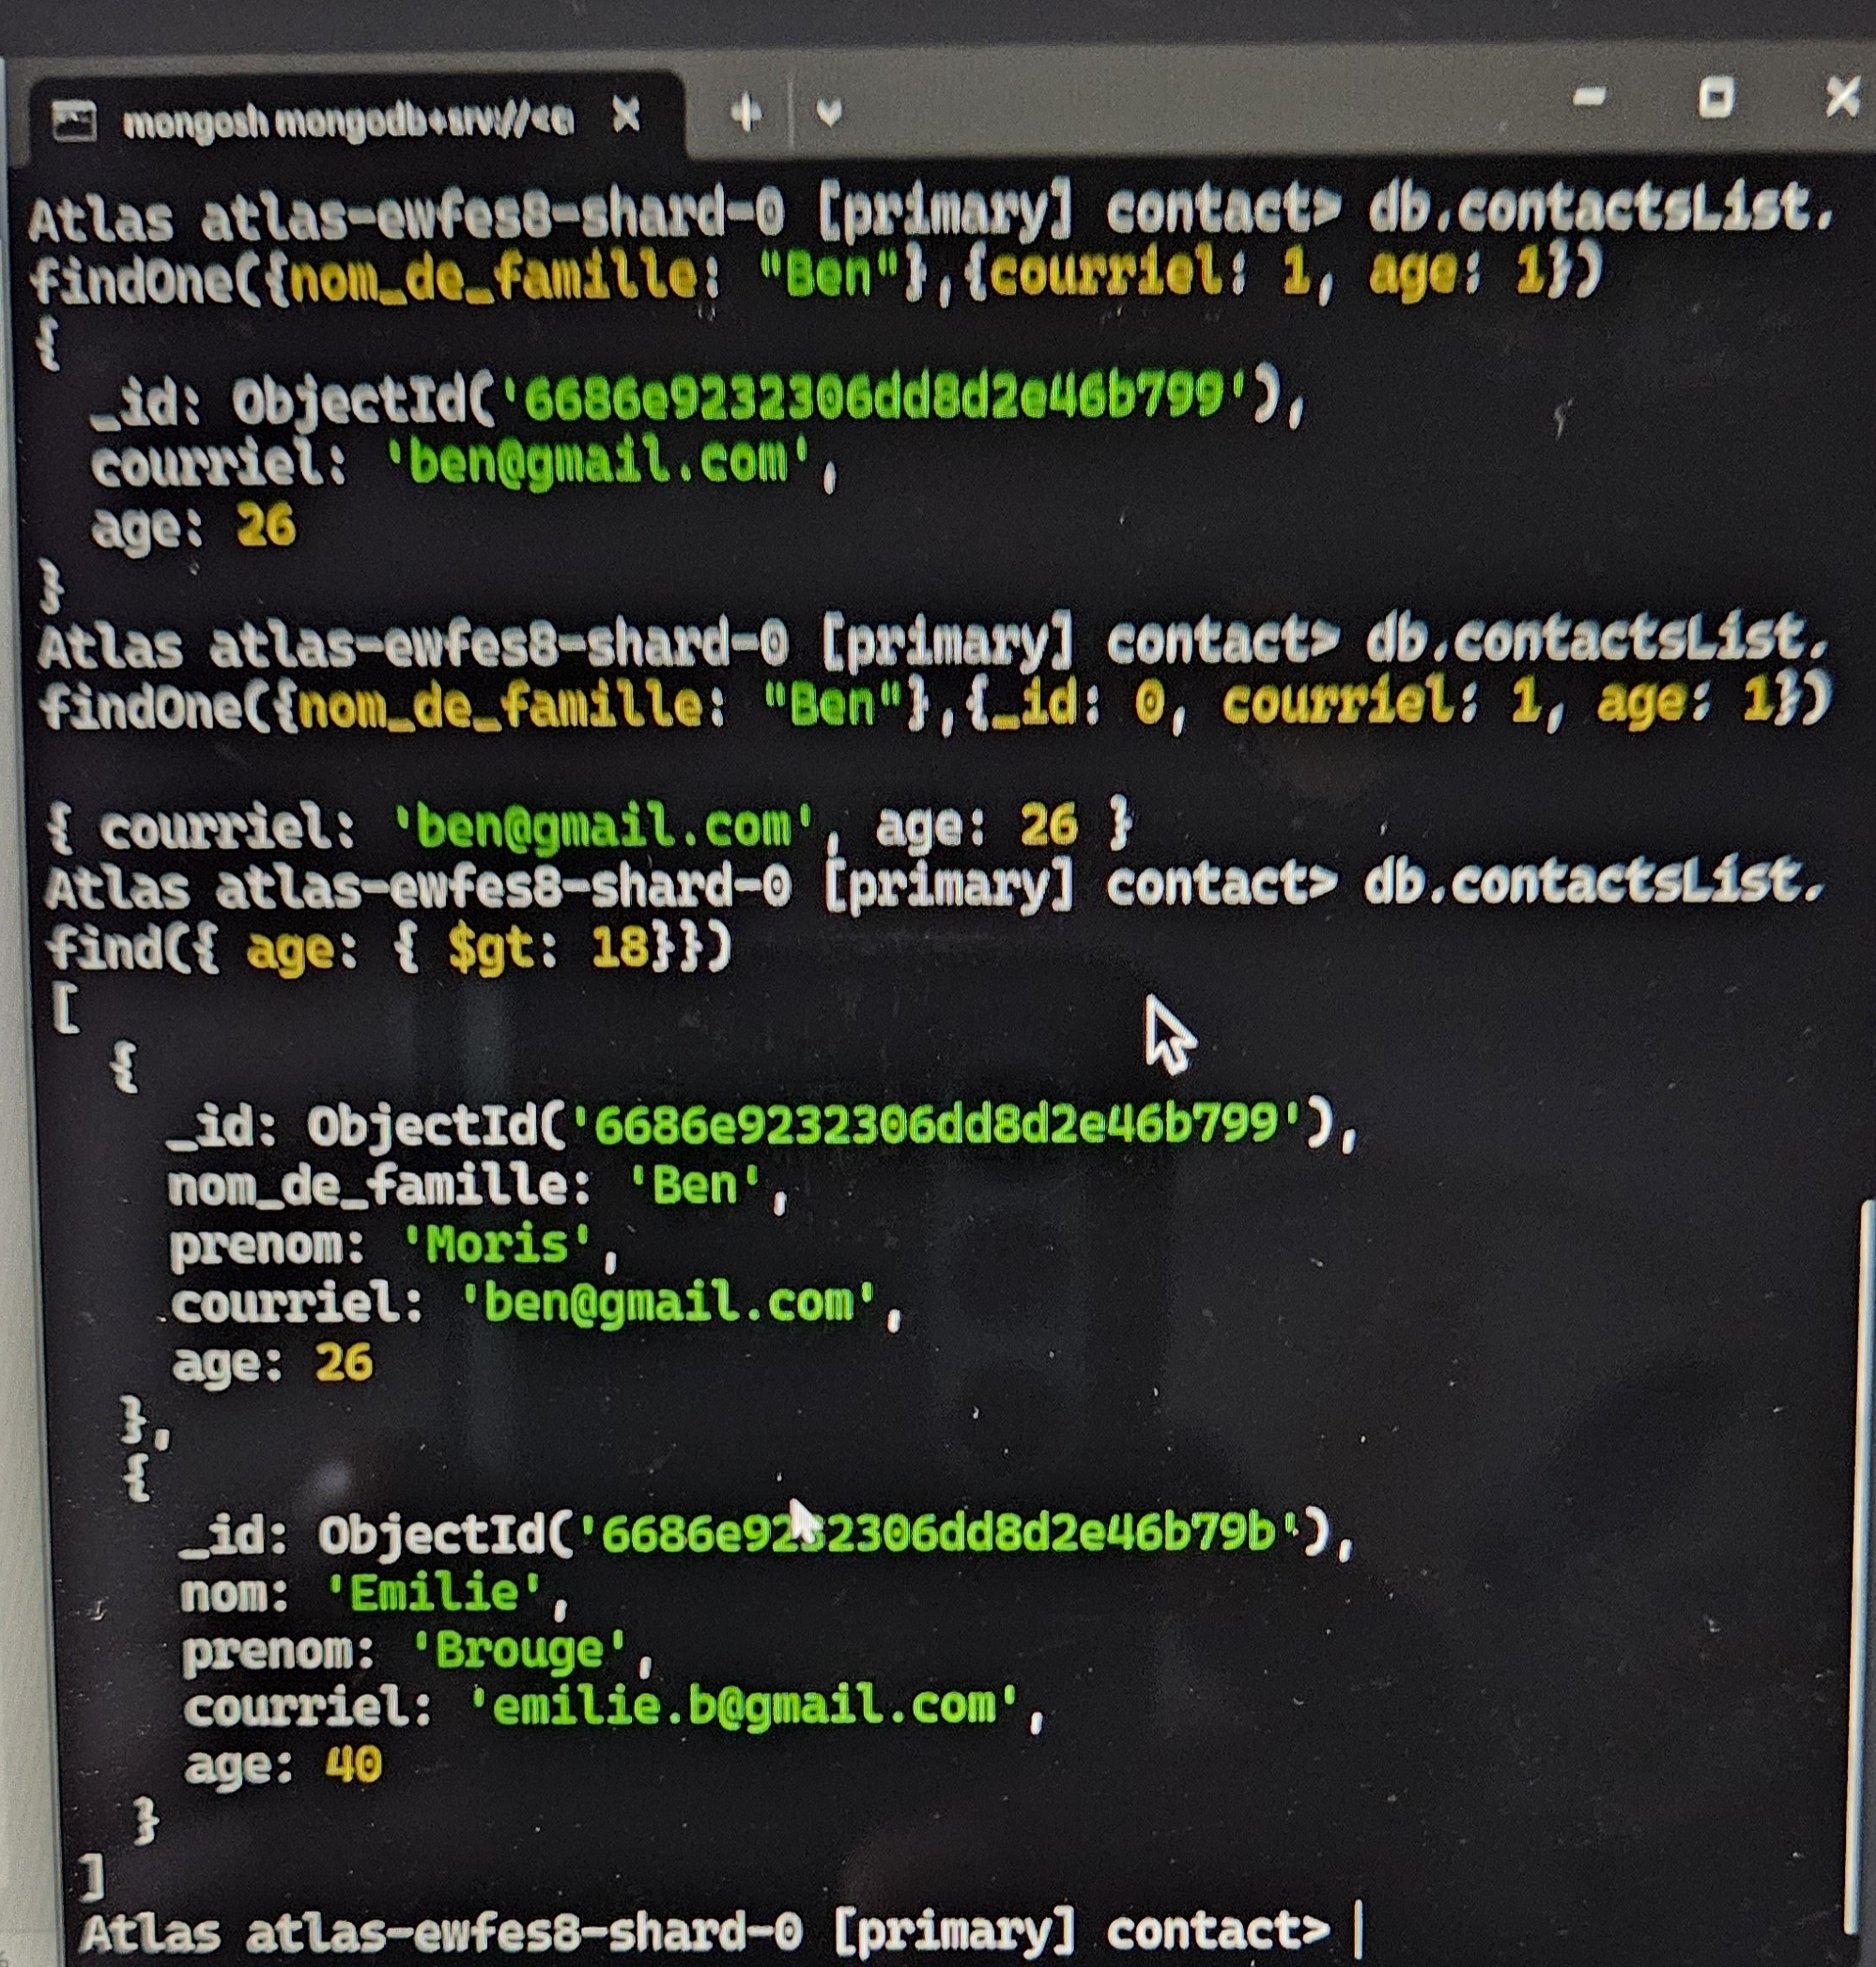 mongosh mongodb+srv://<cl
Atlas atlas-ewfes8-shard-0 [primary] contact> db.contactsList.
findOne({nom_de_famille: "Ben"},{courriel: 1, age: 1})
{
  _id: ObjectId('6686e9232306dd8d2e46b799'),
  courriel: 'ben@gmail.com',
  age: 26
}
Atlas atlas-ewfes8-shard-0 [primary] contact> db.contactsList.
findOne({nom_de_famille: "Ben"},{_id: 0, courriel: 1, age: 1})
{ courriel: 'ben@gmail.com', age: 26 }
Atlas atlas-ewfes8-shard-0 [primary] contact> db.contactsList.
find({ age: { $gt: 18}})
[
  {
    _id: ObjectId('6686e9232306dd8d2e46b799'),
    nom_de_famille: 'Ben',
    prenom: 'Moris',
    courriel: 'ben@gmail.com',
    age: 26
  },
  {
    _id: ObjectId('6686e9232306dd8d2e46b79b'),
    nom: 'Emilie',
    prenom: 'Brouge',
    courriel: 'emilie.b@gmail.com',
    age: 40
  }
]
Atlas atlas-ewfes8-shard-0 [primary] contact>